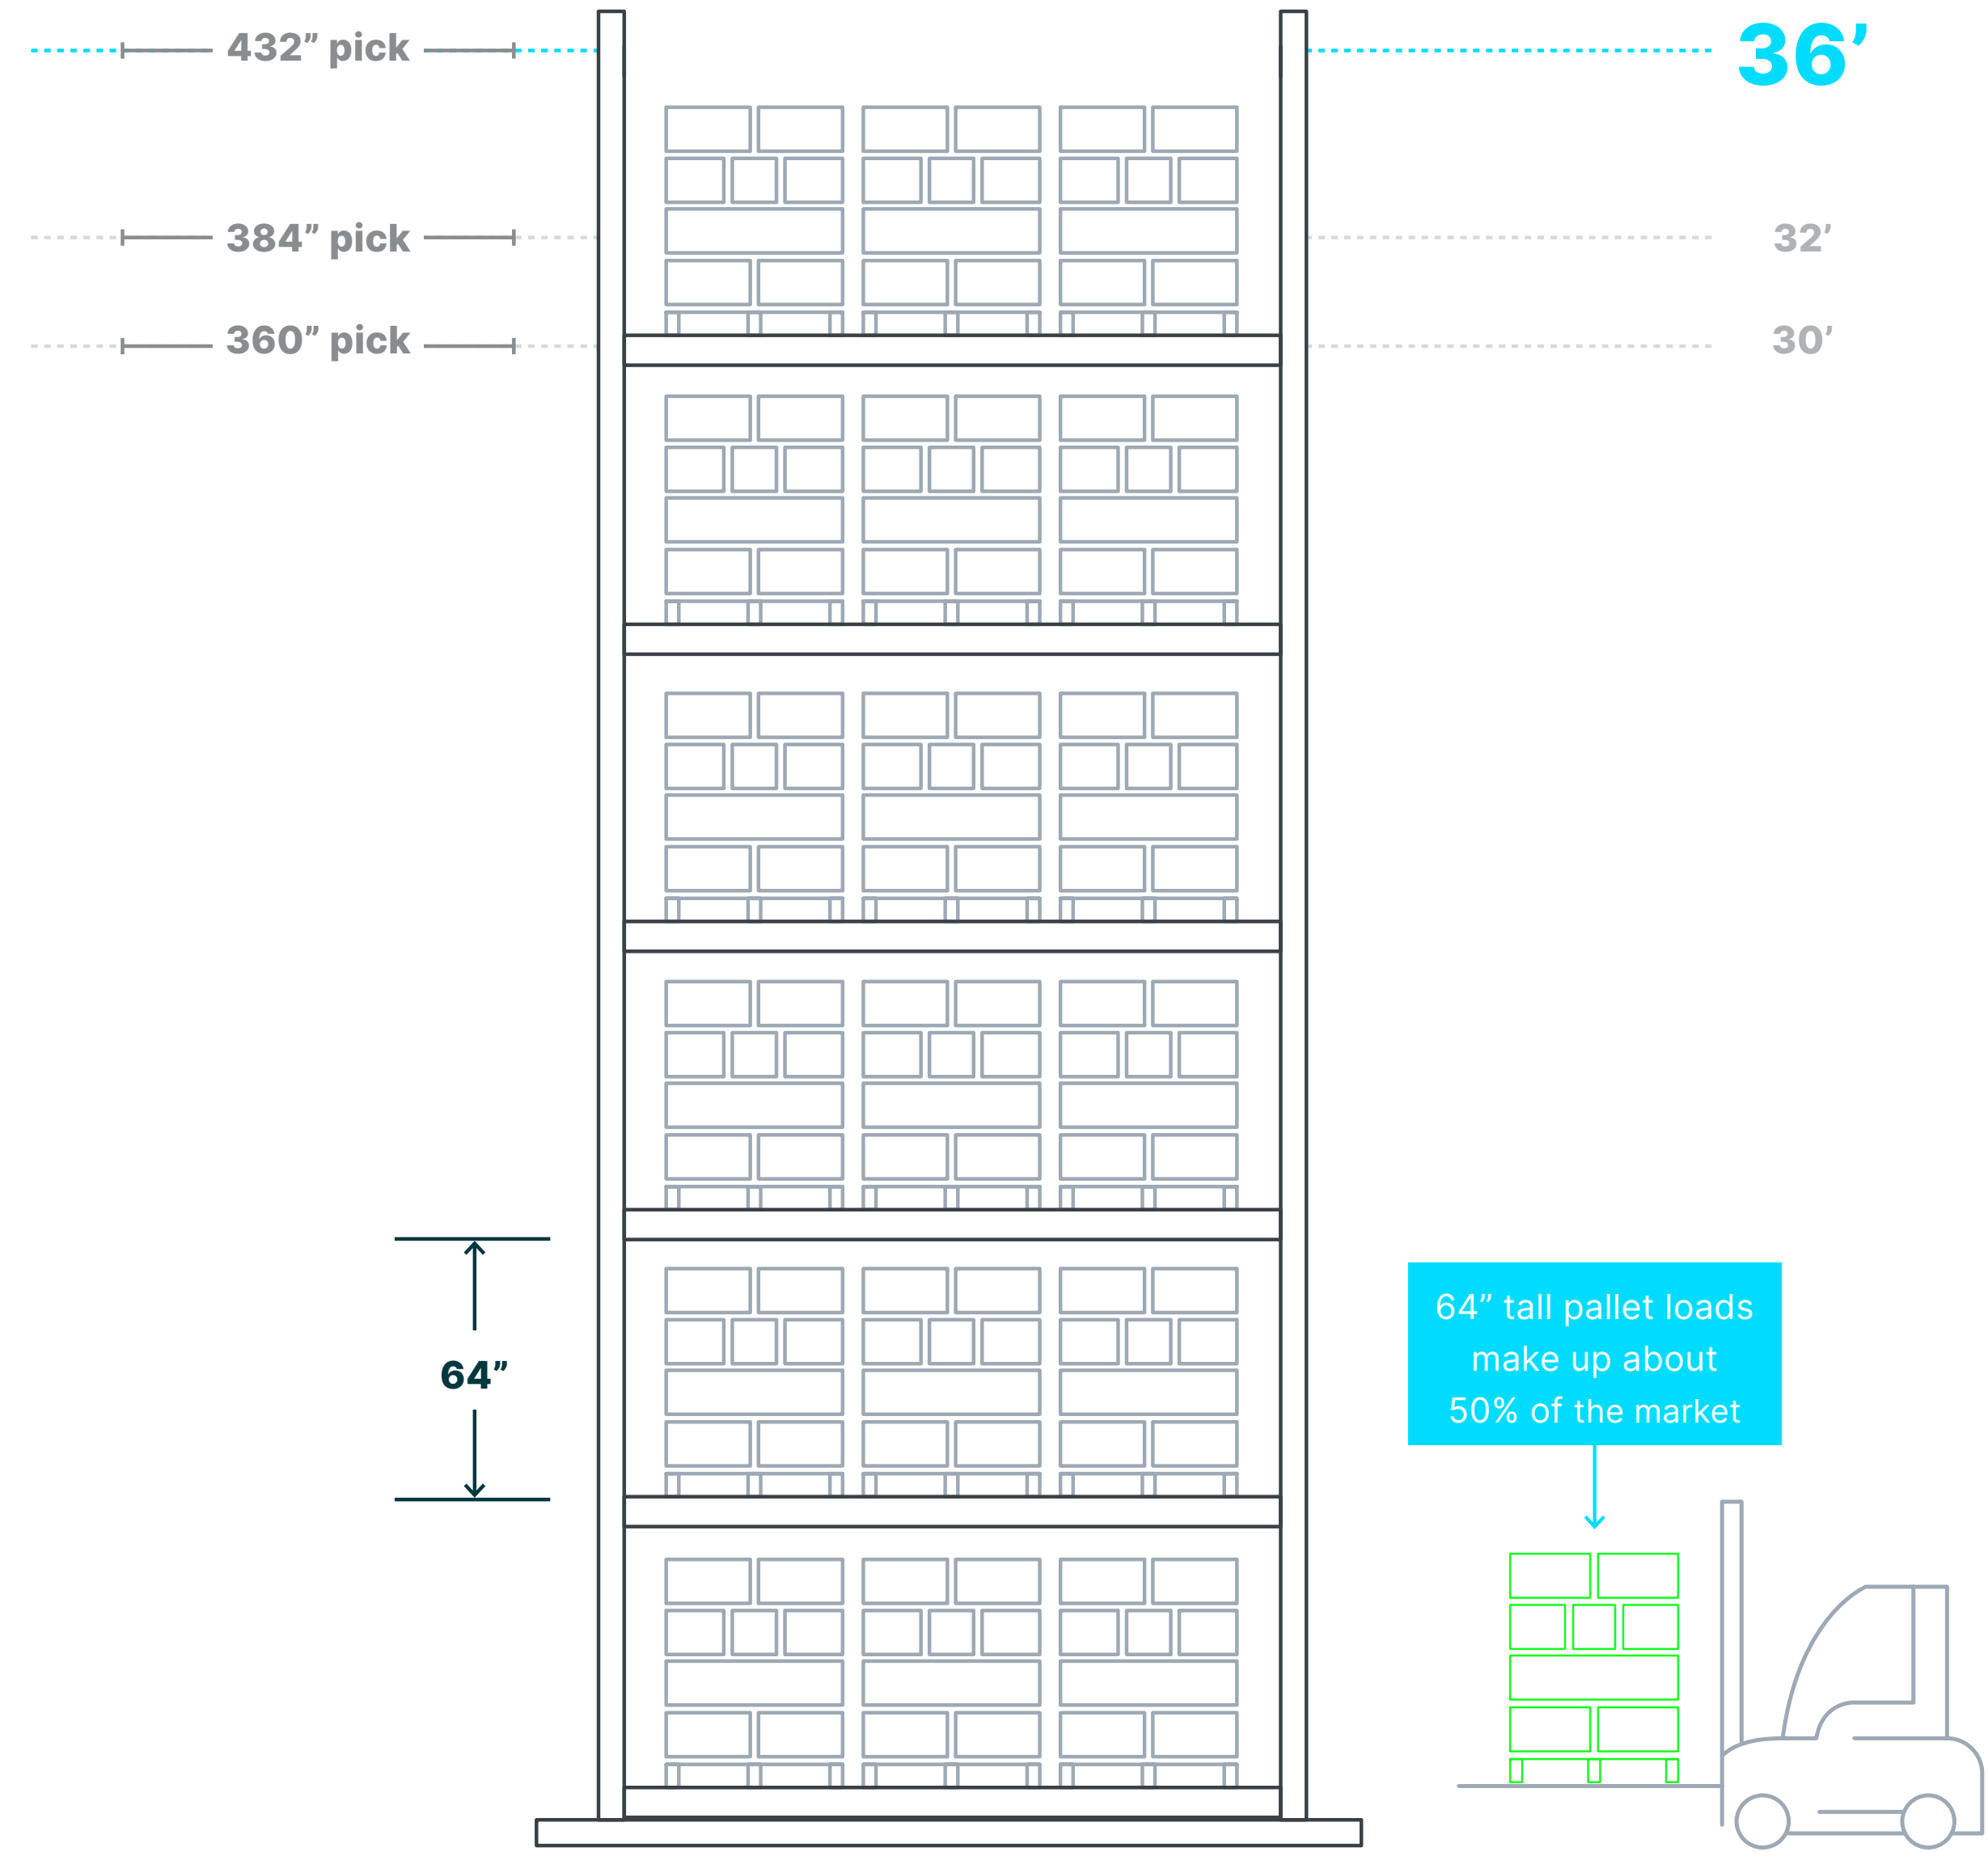 432” pick
36’
384” pick
32’
360” pick
30’
64”
64” tall pallet loads
make up about
50% of the market